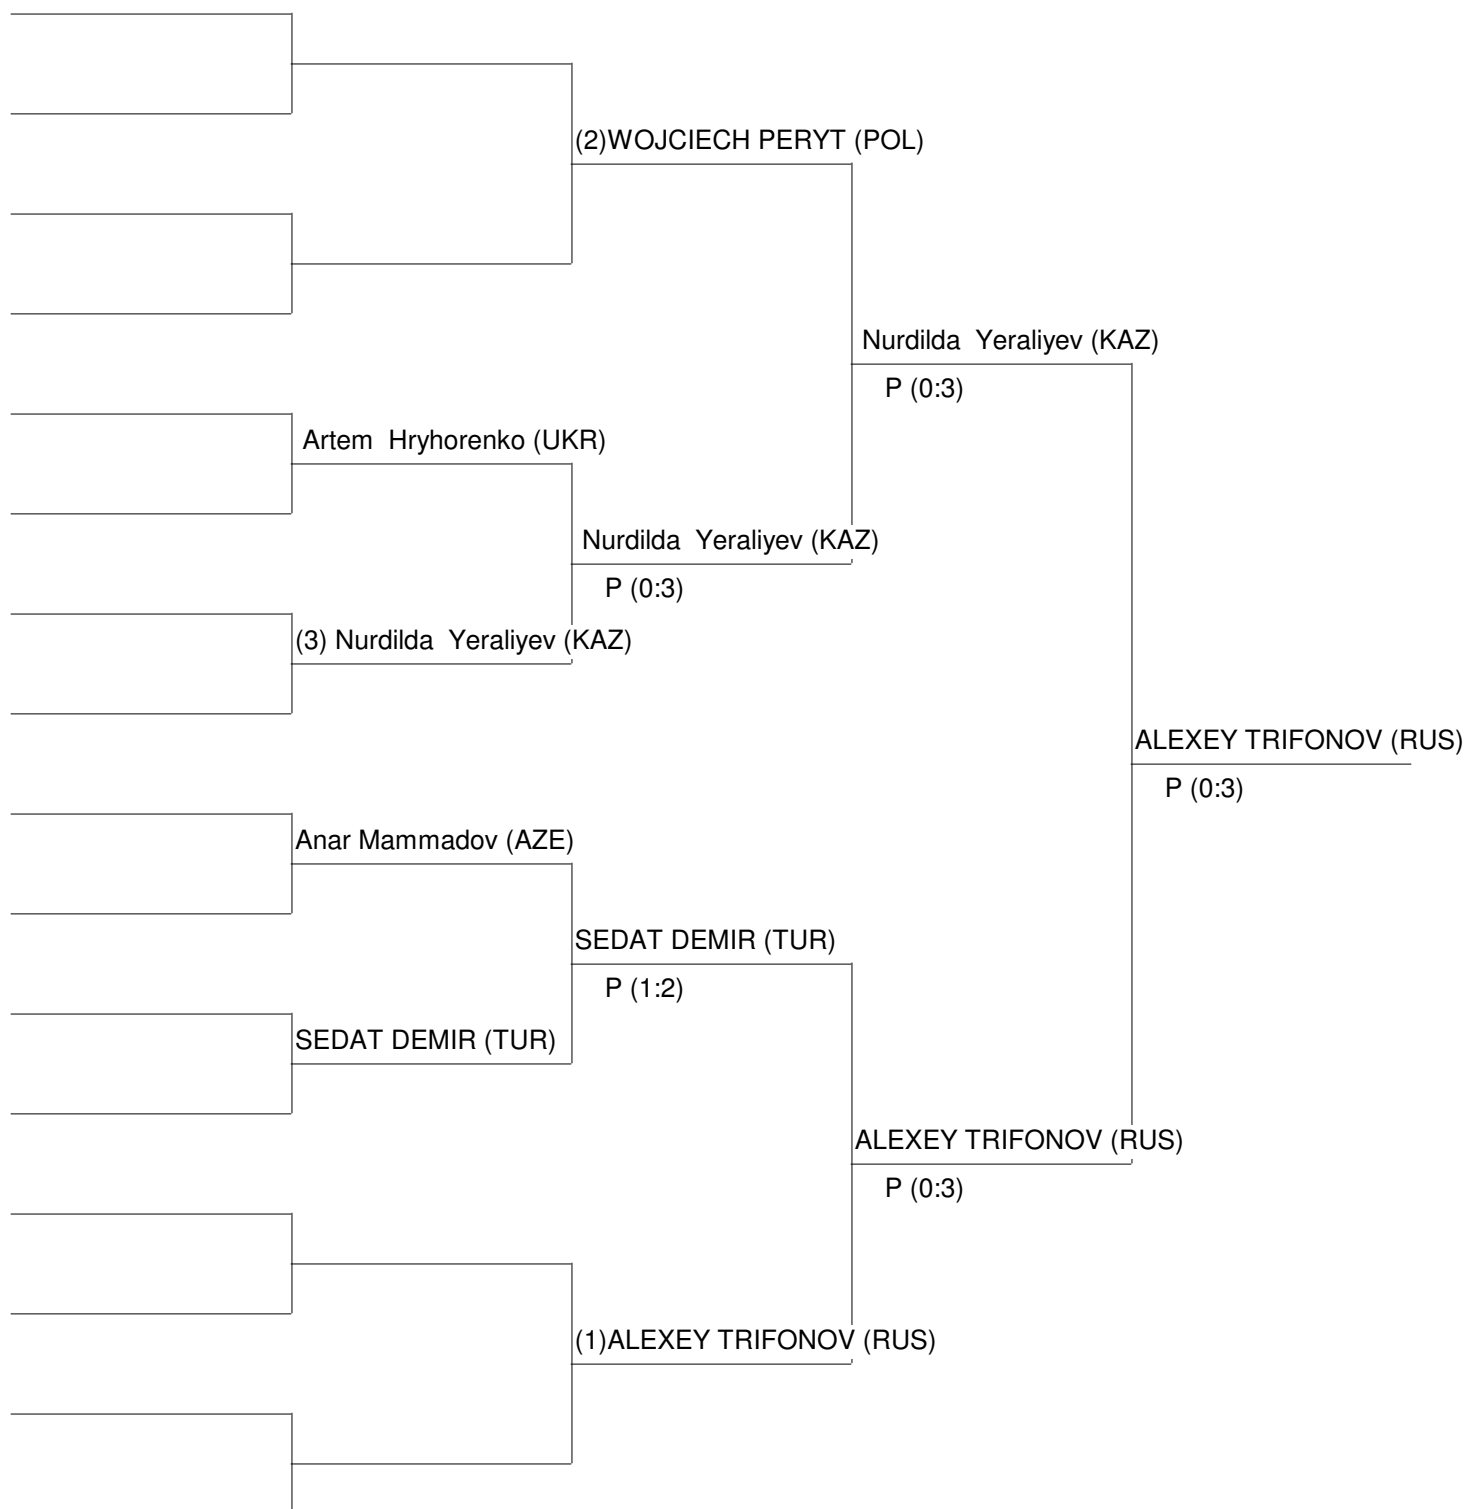 (2)WOJCIECH PERYT (POL)
Nurdilda  Yeraliyev (KAZ)
P (0:3)
Artem  Hryhorenko (UKR)
Nurdilda  Yeraliyev (KAZ)
P (0:3)
(3) Nurdilda  Yeraliyev (KAZ)
ALEXEY TRIFONOV (RUS)
P (0:3)
Anar Mammadov (AZE)
SEDAT DEMIR (TUR)
P (1:2)
SEDAT DEMIR (TUR)
ALEXEY TRIFONOV (RUS)
P (0:3)
(1)ALEXEY TRIFONOV (RUS)